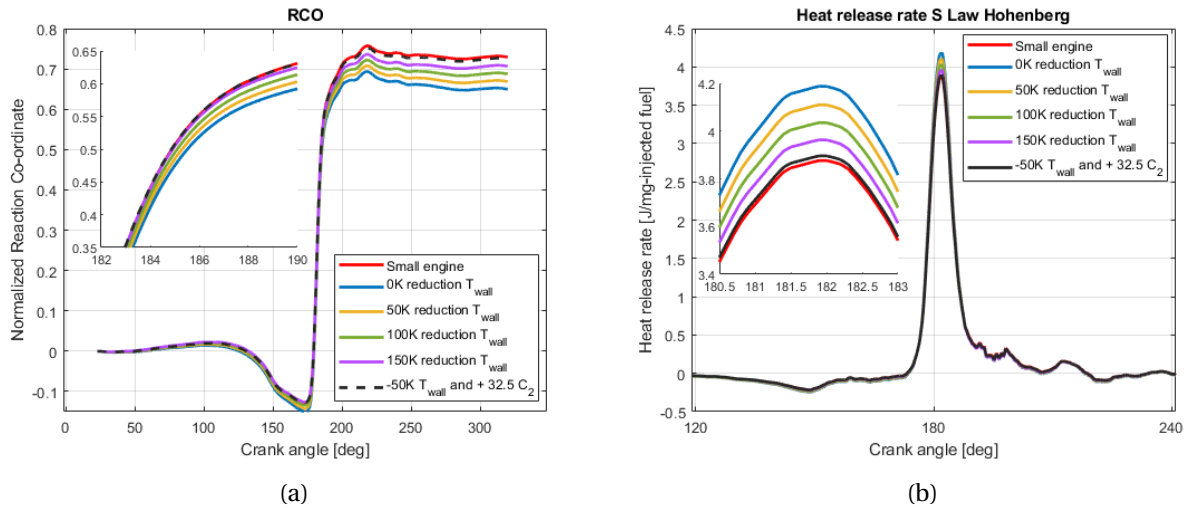 RCO
Normalized Reaction Co-ordinate
0.8
0.7
0.6
0.5
0.4
0.3
0.2
0.1
0
-0.1
0.65
0.6
0.55
0.5
0.45
0.4
0.35
182 184 186 188 190
Small engine
0K reduction T_wall
50K reduction T_wall
100K reduction T_wall
150K reduction T_wall
-50K T_wall and + 32.5 C_2
0 50 100 150 200 250 300
Crank angle [deg]
(a)
Heat release rate S Law Hohenberg
Heat release rate [J/mg-injected fuel]
4.5
4
3.5
3
2.5
2
1.5
1
0.5
0
-0.5
4.2
4
3.8
3.6
3.4
180.5 181 181.5 182 182.5 183
Small engine
0K reduction T_wall
50K reduction T_wall
100K reduction T_wall
150K reduction T_wall
-50K T_wall and + 32.5 C_2
120 180 240
Crank angle [deg]
(b)